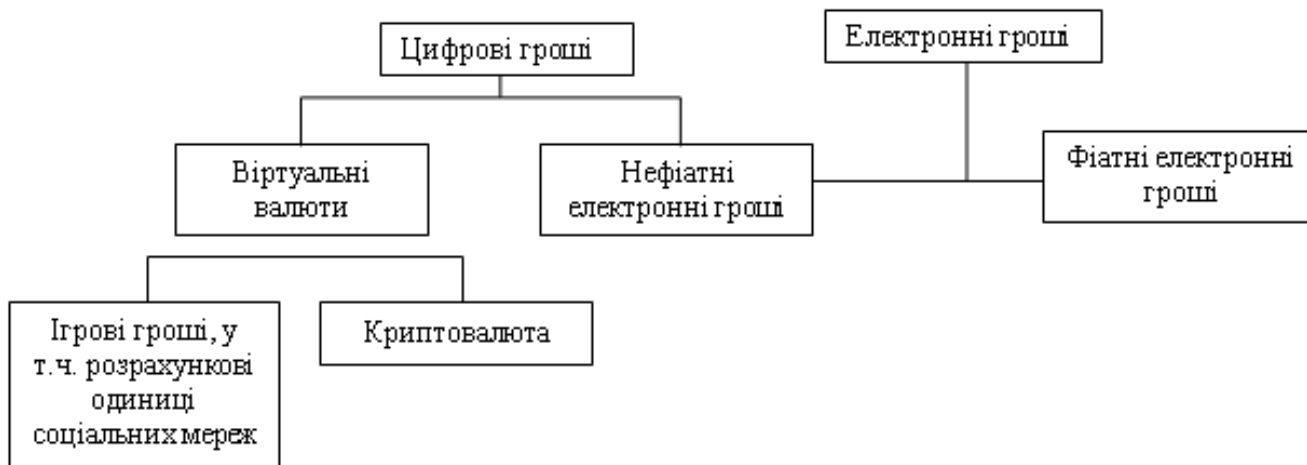 Цифрові гроші
Електронні гроші
Віртуальні
валюти
Нефіатні
електронні гроші
Фіатні електронні
гроші
Ігрові гроші, у
т.ч. розрахункові
одиниці
соціальних мереж
Криптовалюта